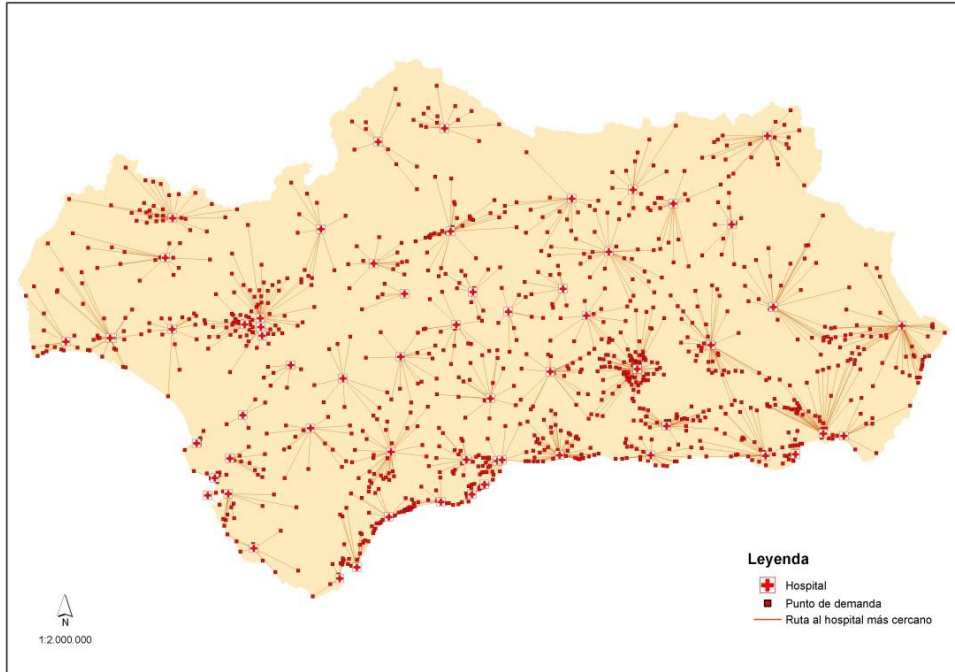 Leyenda
Hospital
Punto de demanda
Ruta al hospital más cercano
N
1:2.000.000